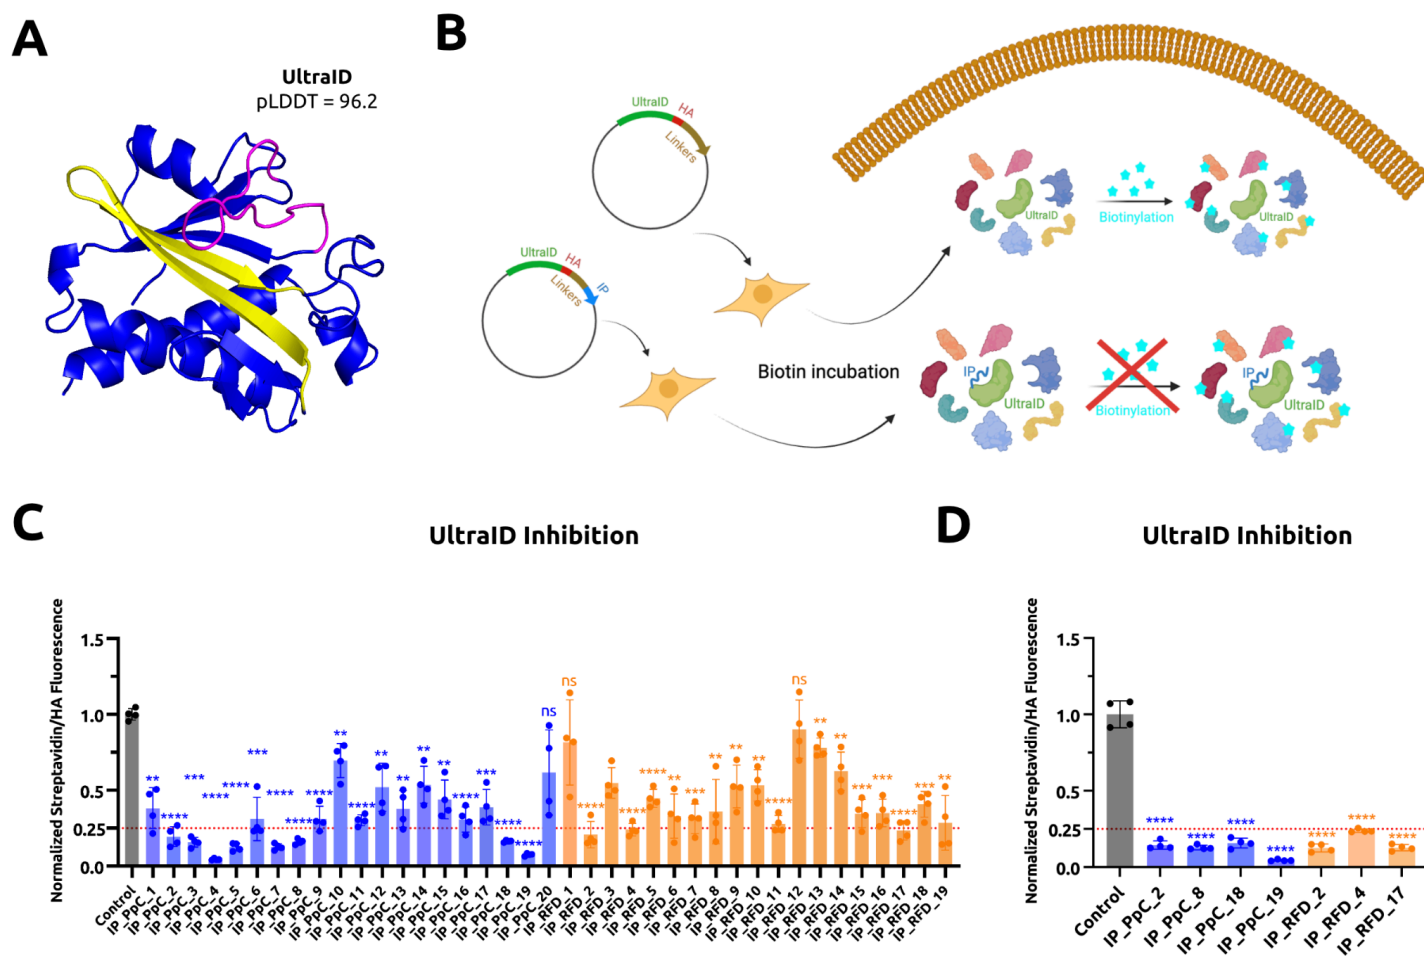 A
UltraID
pLDDT = 96.2
B
UltraID
HA
Linkers
UltraID
HA
Linkers
IP
UltraID
Biotinylation
UltraID
Biotin incubation
IP
UltraID
Biotinylation
IP
UltraID
C
UltraID Inhibition
Normalized Streptavidin/HA Fluorescence
1.5
1.0
0.5
0.25
0.0
** **** *** **** **** *** **** **** **** ** **** ** ** ** ** **** *** **** **** ns
ns **** **** **** ** *** ** ** ** **** ns ** ** *** *** **** *** **
Control
IP_PpC_1
IP_PpC_2
IP_PpC_3
IP_PpC_4
IP_PpC_5
IP_PpC_6
IP_PpC_7
IP_PpC_8
IP_PpC_9
IP_PpC_10
IP_PpC_11
IP_PpC_12
IP_PpC_13
IP_PpC_14
IP_PpC_15
IP_PpC_16
IP_PpC_17
IP_PpC_18
IP_PpC_19
IP_PpC_20
IP_RFD_1
IP_RFD_2
IP_RFD_3
IP_RFD_4
IP_RFD_5
IP_RFD_6
IP_RFD_7
IP_RFD_8
IP_RFD_9
IP_RFD_10
IP_RFD_11
IP_RFD_12
IP_RFD_13
IP_RFD_14
IP_RFD_15
IP_RFD_16
IP_RFD_17
IP_RFD_18
IP_RFD_19
D
UltraID Inhibition
Normalized Streptavidin/HA Fluorescence
1.5
1.0
0.5
0.25
0.0
**** **** **** **** **** **** ****
Control
IP_PpC_2
IP_PpC_8
IP_PpC_18
IP_PpC_19
IP_RFD_2
IP_RFD_4
IP_RFD_17